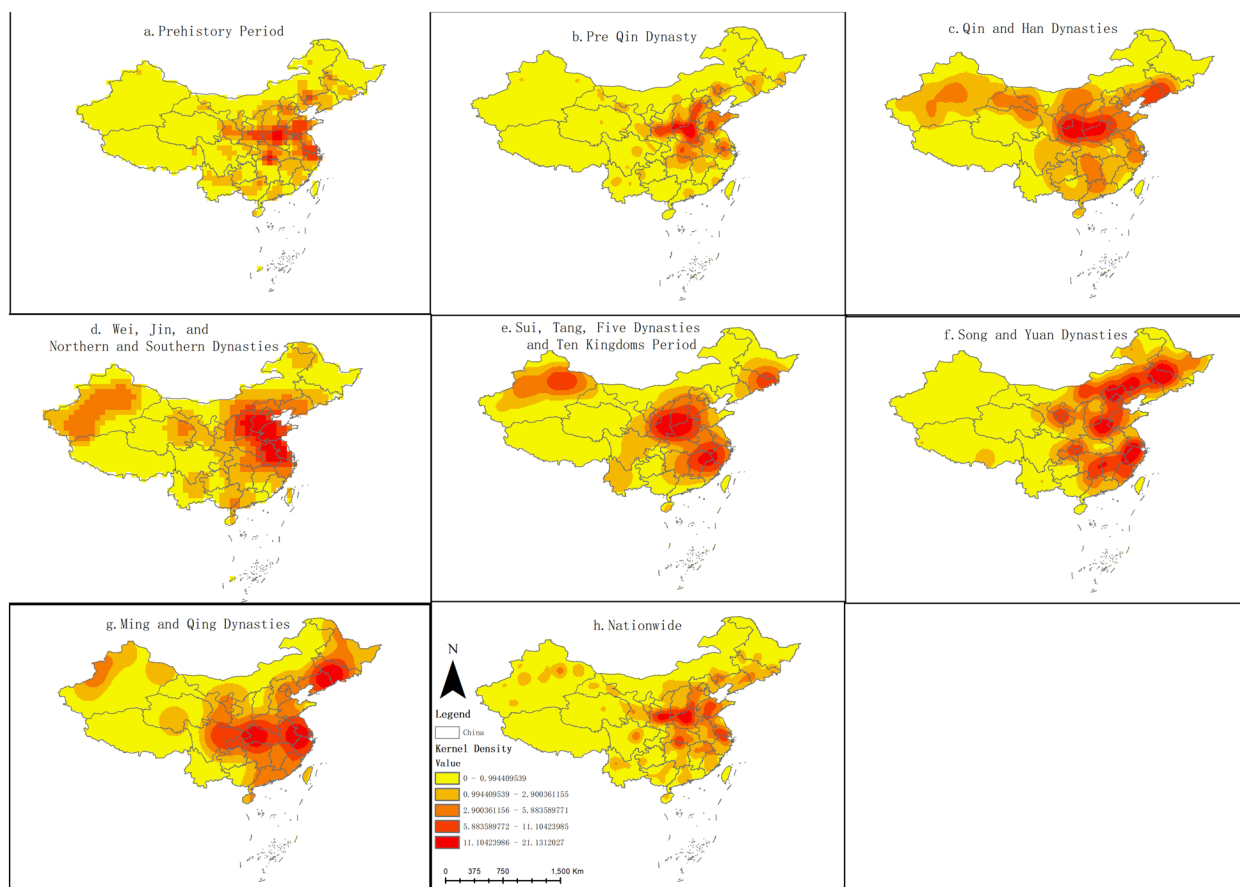 a.Prehistory Period
b.Pre Qin Dynasty
c.Qin and Han Dynasties
d. Wei, Jin, and
Northern and Southern Dynasties
e.Sui, Tang, Five Dynasties
and Ten Kingdoms Period
f.Song and Yuan Dynasties
g.Ming and Qing Dynasties
h.Nationwide
N
Legend
China
Kernel Density
Value
0 - 0.994409539
0.994409539 - 2.900361155
2.900361156 - 5.883589771
5.883589772 - 11.10423985
11.10423986 - 21.1312027
0 375 750 1,500 Km